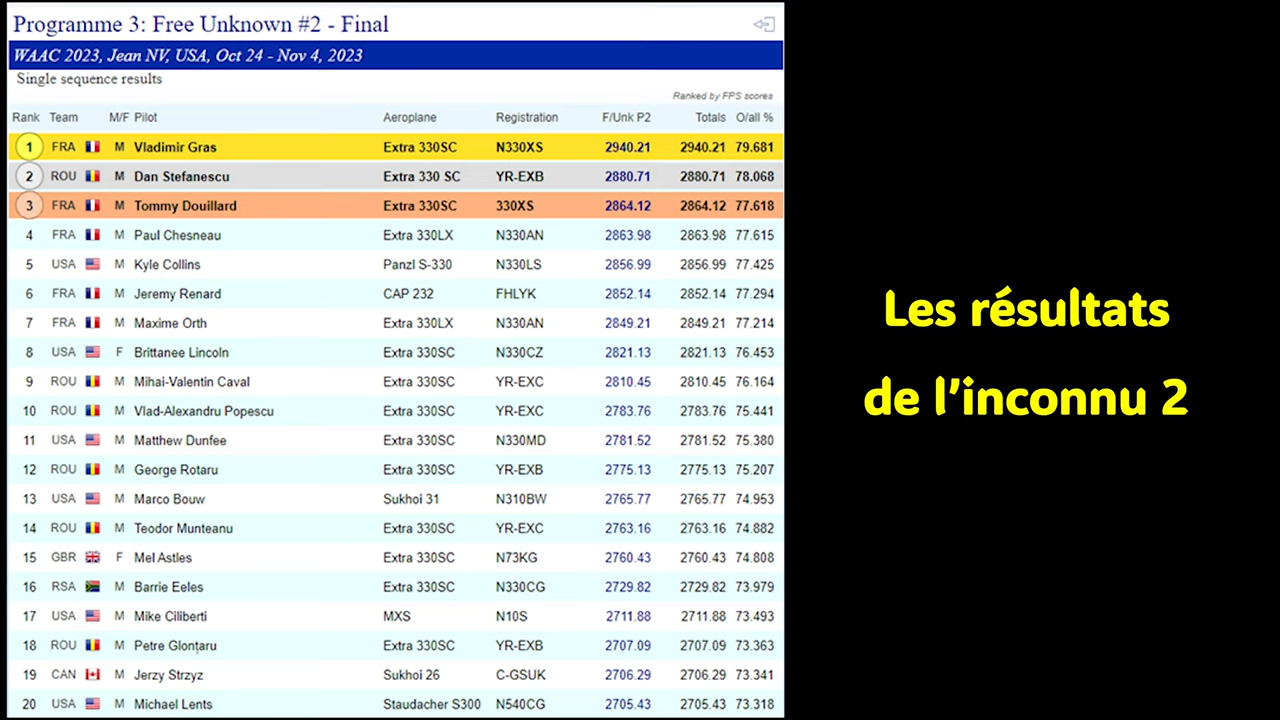 Programme 3: Free Unknown #2 - Final
WAAC 2023, Jean NV, USA, Oct 24 - Nov 4, 2023
Single sequence results
Ranked by FPS scores
Rank Team M/F Pilot Aeroplane Registration F/Unk P2 Totals O/all %
1 FRA M Vladimir Gras Extra 330SC N330XS 2940.21 2940.21 79.681
2 ROU M Dan Stefanescu Extra 330 SC YR-EXB 2880.71 2880.71 78.068
3 FRA M Tommy Douillard Extra 330SC 330XS 2864.12 2864.12 77.618
4 FRA M Paul Chesneau Extra 330LX N330AN 2863.98 2863.98 77.615
5 USA M Kyle Collins Panzl S-330 N330LS 2856.99 2856.99 77.425
6 FRA M Jeremy Renard CAP 232 FHLYK 2852.14 2852.14 77.294
7 FRA M Maxime Orth Extra 330LX N330AN 2849.21 2849.21 77.214
8 USA F Brittanee Lincoln Extra 330SC N330CZ 2821.13 2821.13 76.453
9 ROU M Mihai-Valentin Caval Extra 330SC YR-EXC 2810.45 2810.45 76.164
10 ROU M Vlad-Alexandru Popescu Extra 330SC YR-EXC 2783.76 2783.76 75.441
11 USA M Matthew Dunfee Extra 330SC N330MD 2781.52 2781.52 75.380
12 ROU M George Rotaru Extra 330SC YR-EXB 2775.13 2775.13 75.207
13 USA M Marco Bouw Sukhoi 31 N310BW 2765.77 2765.77 74.953
14 ROU M Teodor Munteanu Extra 330SC YR-EXC 2763.16 2763.16 74.882
15 GBR F Mel Astles Extra 330SC N73KG 2760.43 2760.43 74.808
16 RSA M Barrie Eeles Extra 330SC N330CG 2729.82 2729.82 73.979
17 USA M Mike Ciliberti MXS N10S 2711.88 2711.88 73.493
18 ROU M Petre Glonțaru Extra 330SC YR-EXB 2707.09 2707.09 73.363
19 CAN M Jerzy Strzyz Sukhoi 26 C-GSUK 2706.29 2706.29 73.341
20 USA M Michael Lents Staudacher S300 N540CG 2705.43 2705.43 73.318
Les résultats
de l'inconnu 2